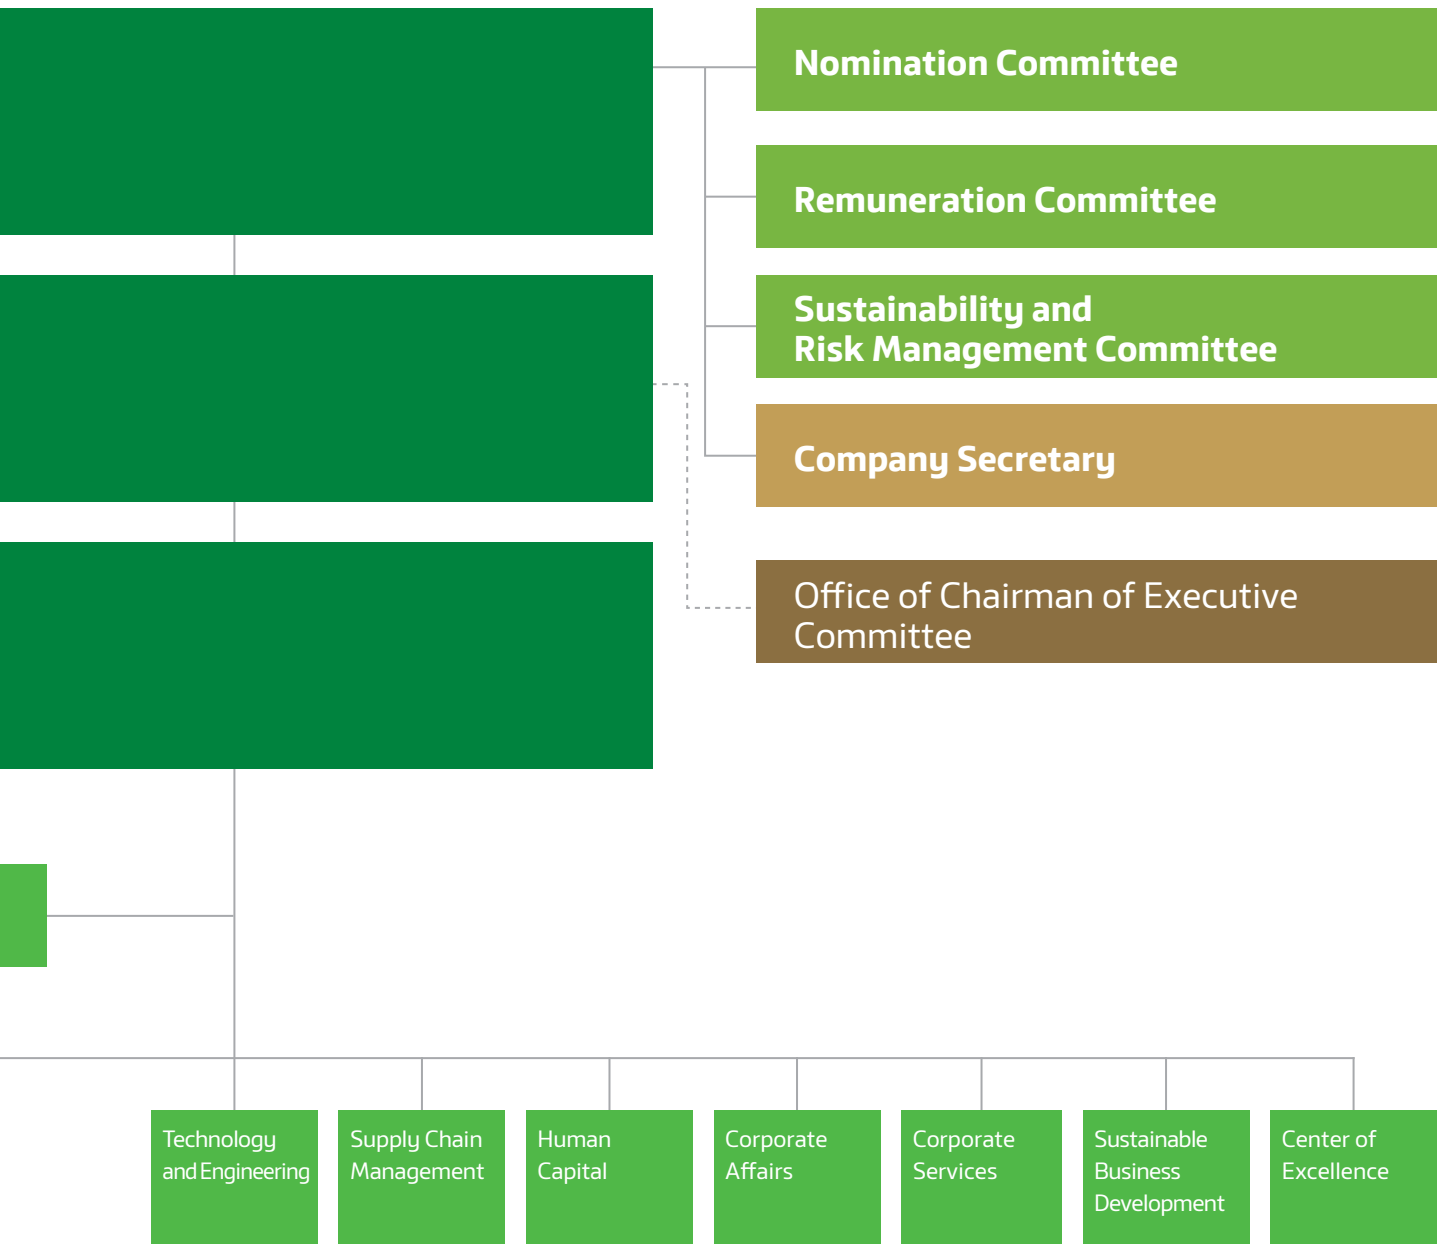 Nomination Committee
Remuneration Committee
Sustainability and
Risk Management Committee
Company Secretary
Office of Chairman of Executive
Committee
Technology
and Engineering
Supply Chain
Management
Human
Capital
Corporate
Affairs
Corporate
Services
Sustainable
Business
Development
Center of
Excellence